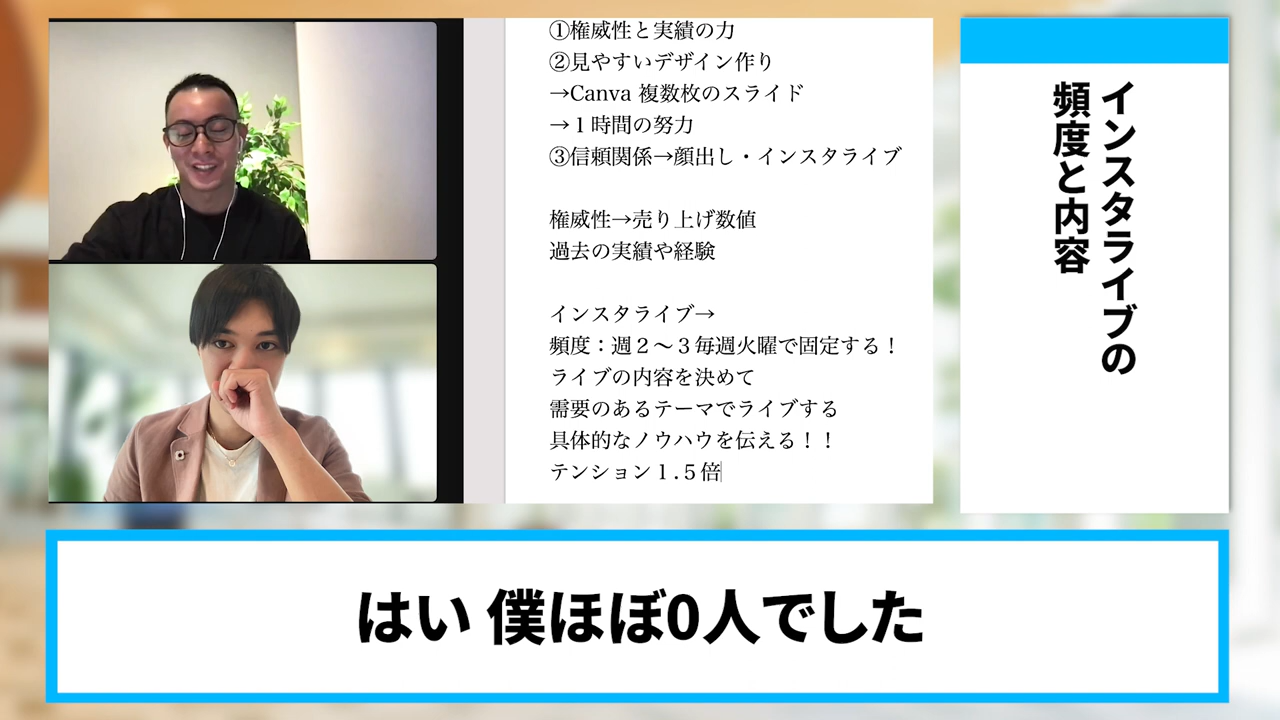 ①権威性と実績の力
②見やすいデザイン作り
→Canva 複数枚のスライド
→１時間の努力
③信頼関係→顔出し・インスタライブ
権威性→売り上げ数値
過去の実績や経験
インスタライブ→
頻度：週２〜３毎週火曜で固定する！
ライブの内容を決めて
需要のあるテーマでライブする
具体的なノウハウを伝える！！
テンション１.５倍
インスタライブの
頻度と内容
はい 僕ほぼ0人でした